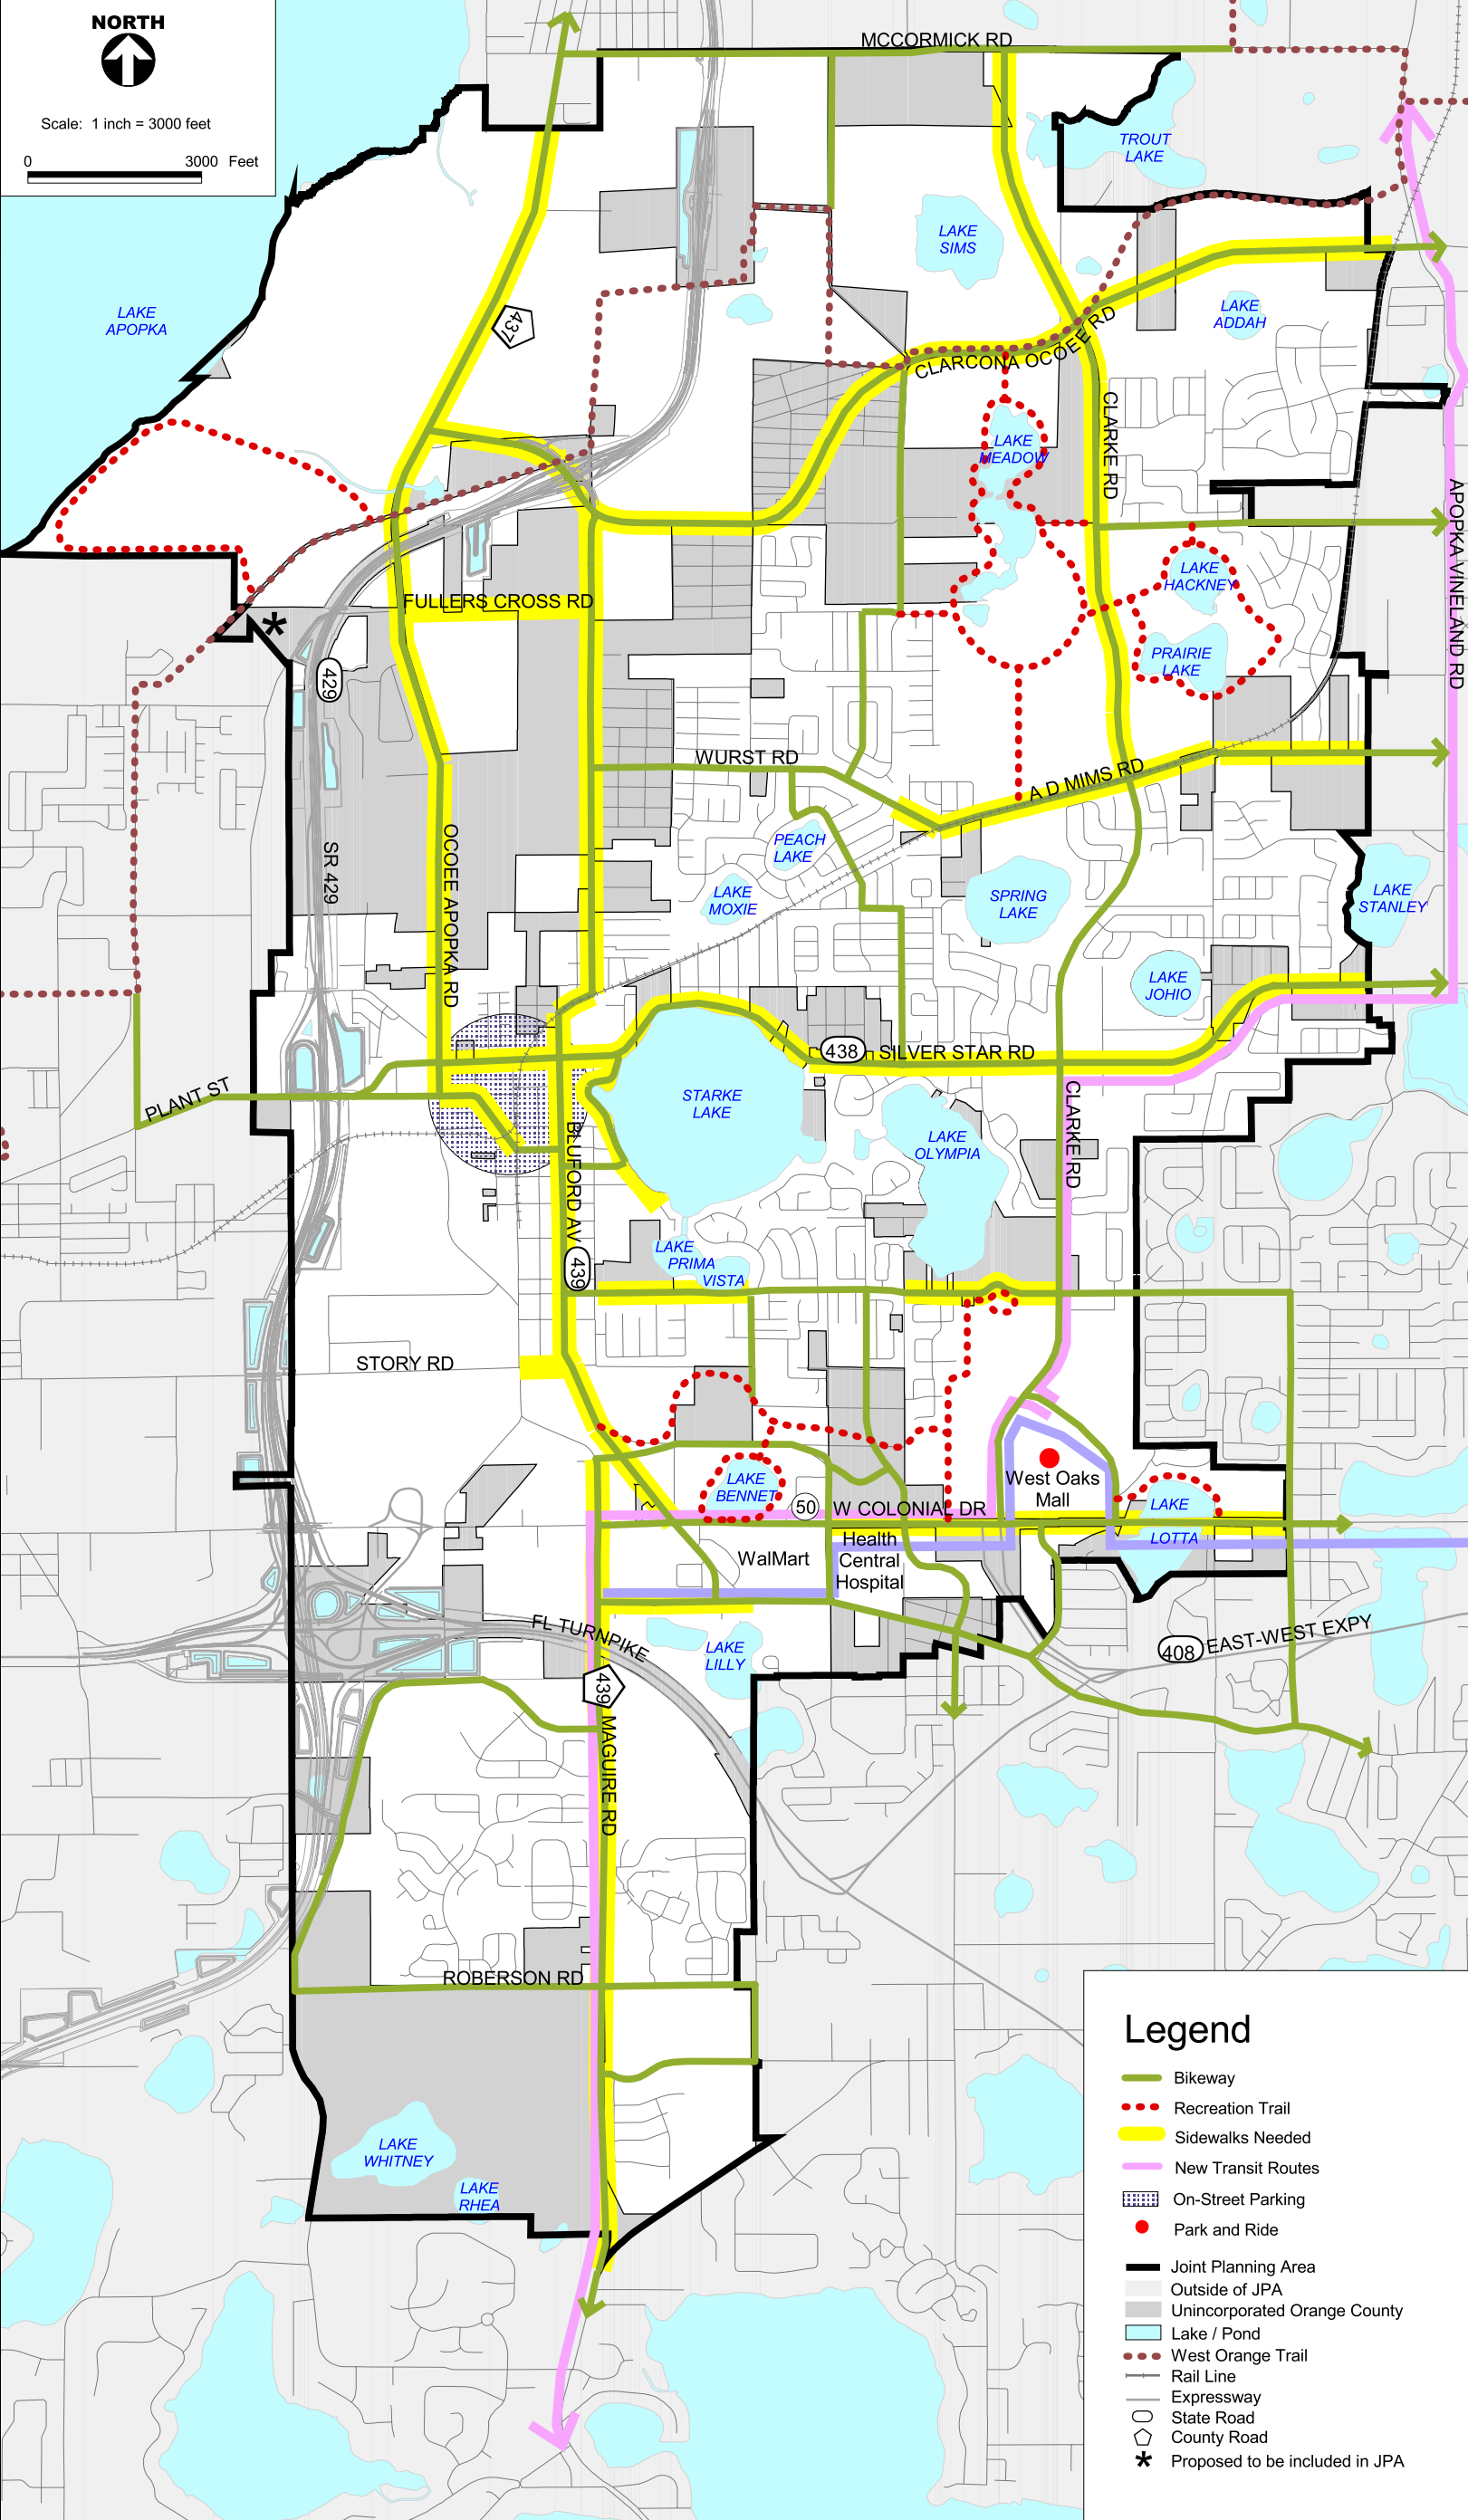 NORTH
Scale: 1 inch = 3000 feet
0 3000 Feet
MCCORMICK RD
TROUT
LAKE
LAKE
SIMS
LAKE
APOPKA
437
LAKE
ADDAH
CLARCONA OCOEE RD
CLARKE RD
LAKE
MEADOW
APOPKA VINELAND RD
LAKE
HACKNEY
FULLERS CROSS RD
PRAIRIE
LAKE
429
WURST RD
A D MIMS RD
OCOEE APOPKA RD
SR 429
PEACH
LAKE
LAKE
MOXIE
SPRING
LAKE
LAKE
STANLEY
LAKE
JOHIO
438
SILVER STAR RD
PLANT ST
STARKE
LAKE
CLARKE RD
LAKE
OLYMPIA
BLUFORD AV
439
LAKE
PRIMA
VISTA
STORY RD
LAKE
BENNET
50
W COLONIAL DR
West Oaks
Mall
LAKE
LOTTA
WalMart
Health
Central
Hospital
FL TURNPIKE
LAKE
LILLY
408
EAST-WEST EXPY
439
MAGUIRE RD
ROBERSON RD
LAKE
WHITNEY
LAKE
RHEA
Legend
Bikeway
Recreation Trail
Sidewalks Needed
New Transit Routes
On-Street Parking
Park and Ride
Joint Planning Area
Outside of JPA
Unincorporated Orange County
Lake / Pond
West Orange Trail
Rail Line
Expressway
State Road
County Road
* Proposed to be included in JPA